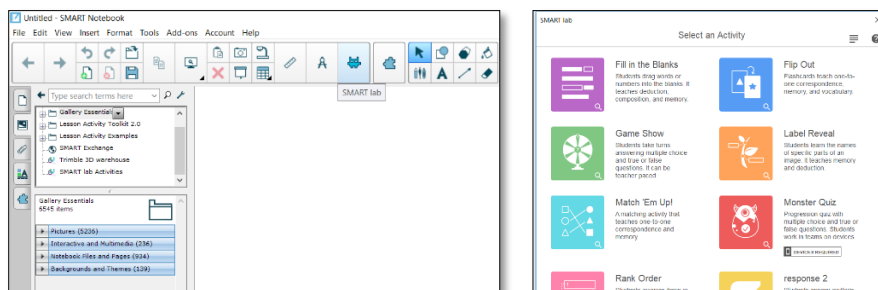 Untitled - SMART Notebook
File Edit View Insert Format Tools Add-ons Account Help
SMART lab
Type search terms here
Gallery Essentials
Lesson Activity Toolkit 2.0
Lesson Activity Examples
SMART Exchange
Trimble 3D warehouse
SMART lab Activities
Gallery Essentials
6545 items
Pictures (5236)
Interactive and Multimedia (236)
Notebook Files and Pages (934)
Backgrounds and Themes (139)
SMART lab
Select an Activity
Fill in the Blanks
Students drag words or
numbers into the blanks. It
teaches deduction,
composition, and memory.
Flip Out
Flashcards teach one-to-
one correspondence,
memory, and vocabulary.
Game Show
Students take turns
answering multiple choice
and true or false
questions. It can be
teacher paced
Label Reveal
Students learn the names
of specific parts of an
image. It teaches memory
and deduction.
Match 'Em Up!
A matching activity that
teaches one-to-one
correspondence and
memory
Monster Quiz
Progression quiz with
multiple choice and true or
false questions. Students
work in teams on devices
Rank Order
response 2